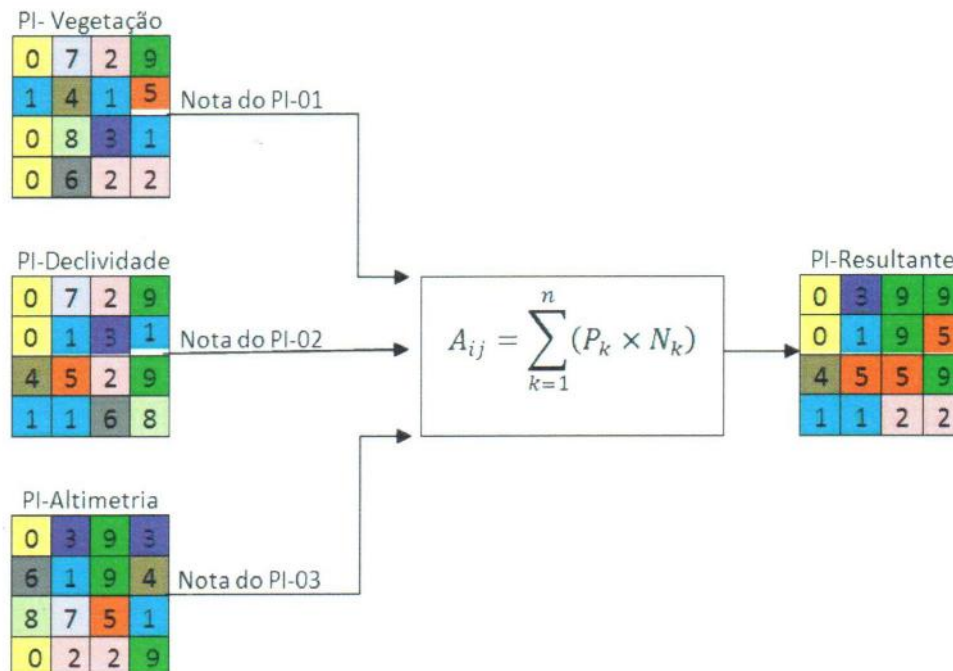 PI- Vegetação
0 7 2 9
1 4 1 5
0 8 3 1
0 6 2 2
Nota do PI-01
PI-Declividade
0 7 2 9
0 1 3 1
4 5 2 9
1 1 6 8
Nota do PI-02
PI-Altimetria
0 3 9 3
6 1 9 4
8 7 5 1
0 2 2 9
Nota do PI-03
A_{ij} = \sum_{k=1}^{n} (P_k × N_k)
PI-Resultante
0 3 9 9
0 1 9 5
4 5 5 9
1 1 2 2